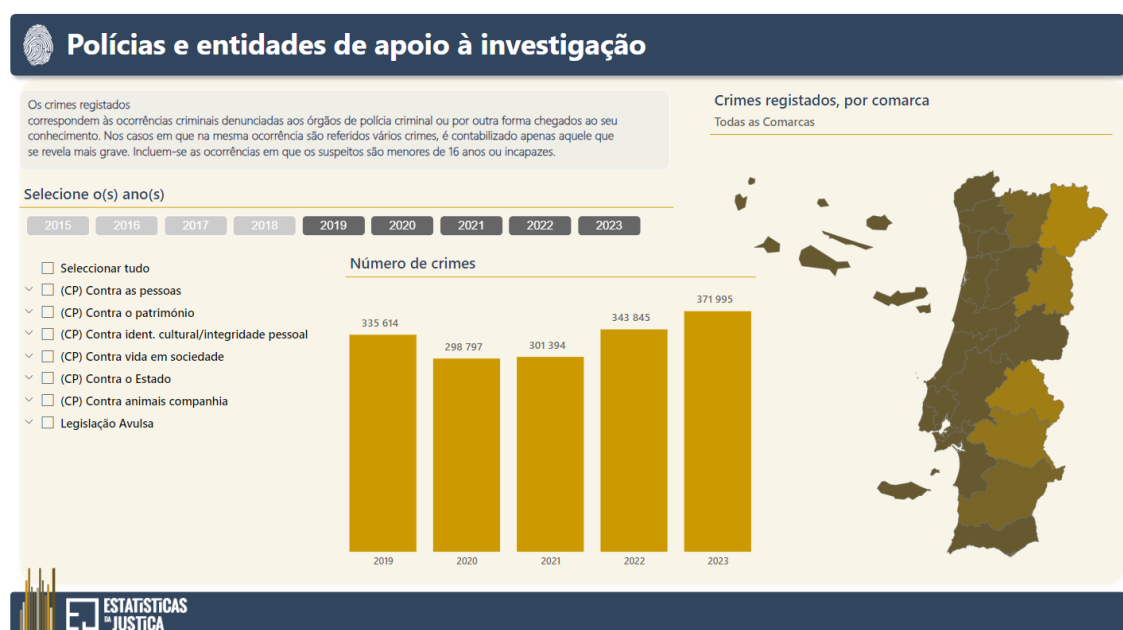 Polícias e entidades de apoio à investigação
Os crimes registados
correspondem às ocorrências criminais denunciadas aos órgãos de polícia criminal ou por outra forma chegados ao seu
conhecimento. Nos casos em que na mesma ocorrência são referidos vários crimes, é contabilizado apenas aquele que
se revela mais grave. Incluem-se as ocorrências em que os suspeitos são menores de 16 anos ou incapazes.
Crimes registados, por comarca
Todas as Comarcas
Selecione o(s) ano(s)
2015 2016 2017 2018 2019 2020 2021 2022 2023
Seleccionar tudo
(CP) Contra as pessoas
(CP) Contra o património
(CP) Contra ident. cultural/integridade pessoal
(CP) Contra vida em sociedade
(CP) Contra o Estado
(CP) Contra animais companhia
Legislação Avulsa
Número de crimes
335 614
298 797
301 394
343 845
371 995
2019 2020 2021 2022 2023
ESTATÍSTICAS
DA JUSTIÇA